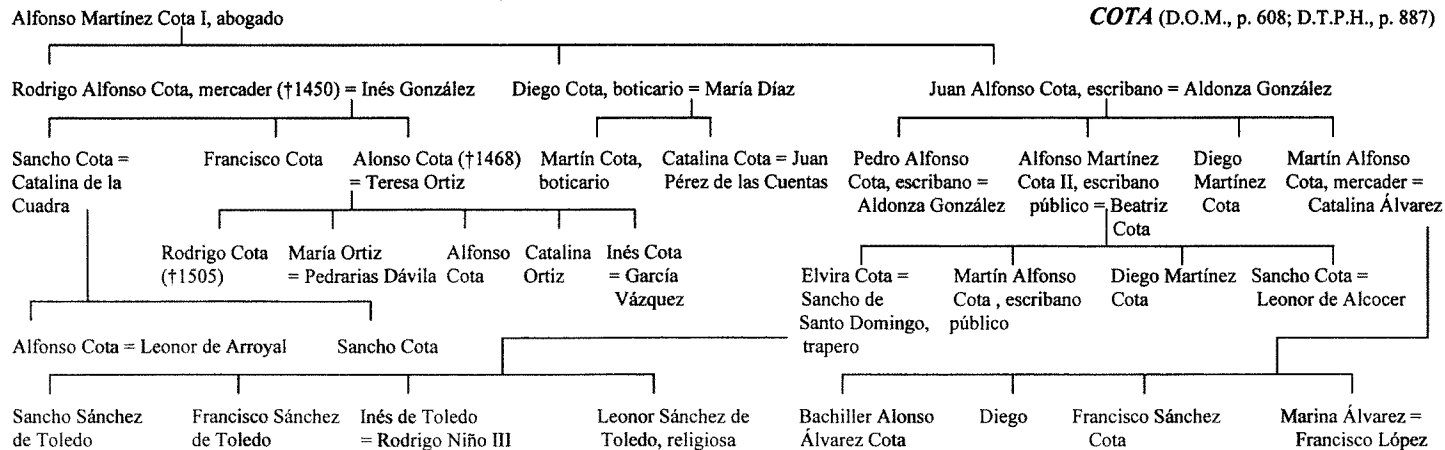 Alfonso Martínez Cota I, abogado
COTA (D.O.M., p. 608; D.T.P.H., p. 887)
Rodrigo Alfonso Cota, mercader (†1450) = Inés González
Diego Cota, boticario = María Díaz
Juan Alfonso Cota, escribano = Aldonza González
Sancho Cota =
Catalina de la
Cuadra
Francisco Cota
Alonso Cota (†1468)
= Teresa Ortiz
Martín Cota,
boticario
Catalina Cota = Juan
Pérez de las Cuentas
Pedro Alfonso
Cota, escribano =
Aldonza González
Alfonso Martínez
Cota II, escribano
público = Beatriz
Cota
Diego
Martínez
Cota
Martín Alfonso
Cota, mercader =
Catalina Álvarez
Rodrigo Cota
(†1505)
María Ortiz
= Pedrarias Dávila
Alfonso
Cota
Catalina
Ortiz
Inés Cota
= García
Vázquez
Elvira Cota =
Sancho de
Santo Domingo,
trapero
Martín Alfonso
Cota , escribano
público
Diego Martínez
Cota
Sancho Cota =
Leonor de Alcocer
Alfonso Cota = Leonor de Arroyal
Sancho Cota
Sancho Sánchez
de Toledo
Francisco Sánchez
de Toledo
Inés de Toledo
= Rodrigo Niño III
Leonor Sánchez de
Toledo, religiosa
Bachiller Alonso
Álvarez Cota
Diego
Francisco Sánchez
Cota
Marina Álvarez =
Francisco López